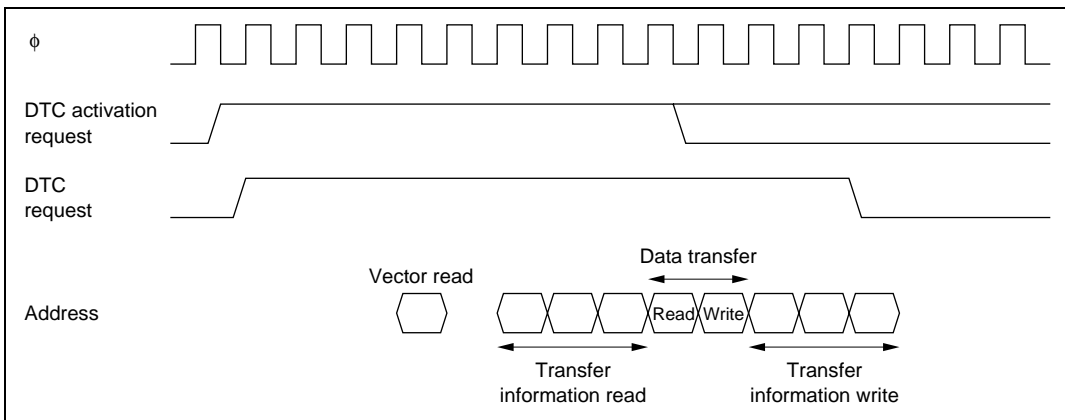 ϕ
DTC activation
request
DTC
request
Data transfer
Vector read
Address
Read Write
Transfer
information read
Transfer
information write